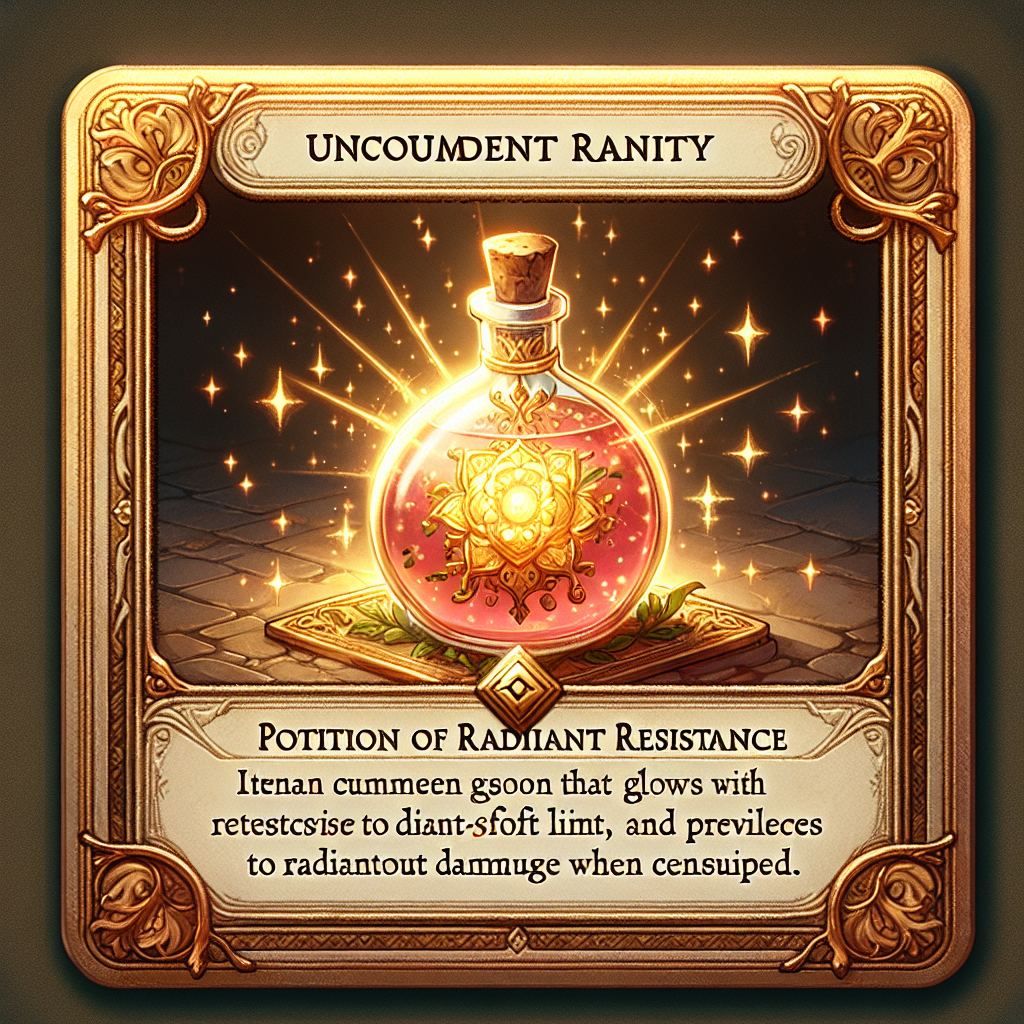 Uncoumdent Ranity
Potition of Radiiant Resistance
Itenan cummeen gsoon that glows with
retestcsise to diant-sfoft limt, and previleces
to radiantout dammuge when censuiped.